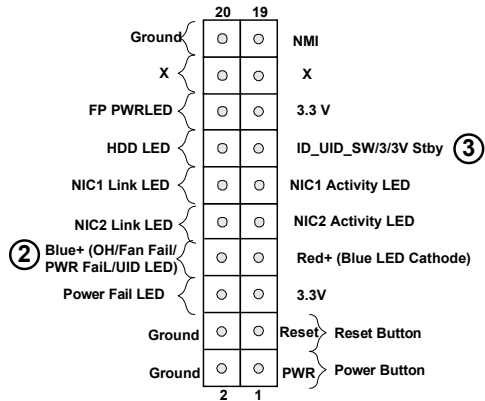 20 19
Ground NMI
X X
FP PWRLED 3.3 V
HDD LED ID_UID_SW/3/3V Stby 3
NIC1 Link LED NIC1 Activity LED
NIC2 Link LED NIC2 Activity LED
2 Blue+ (OH/Fan Fail/
PWR FaiL/UID LED) Red+ (Blue LED Cathode)
Power Fail LED 3.3V
Ground Reset Reset Button
Ground PWR Power Button
2 1